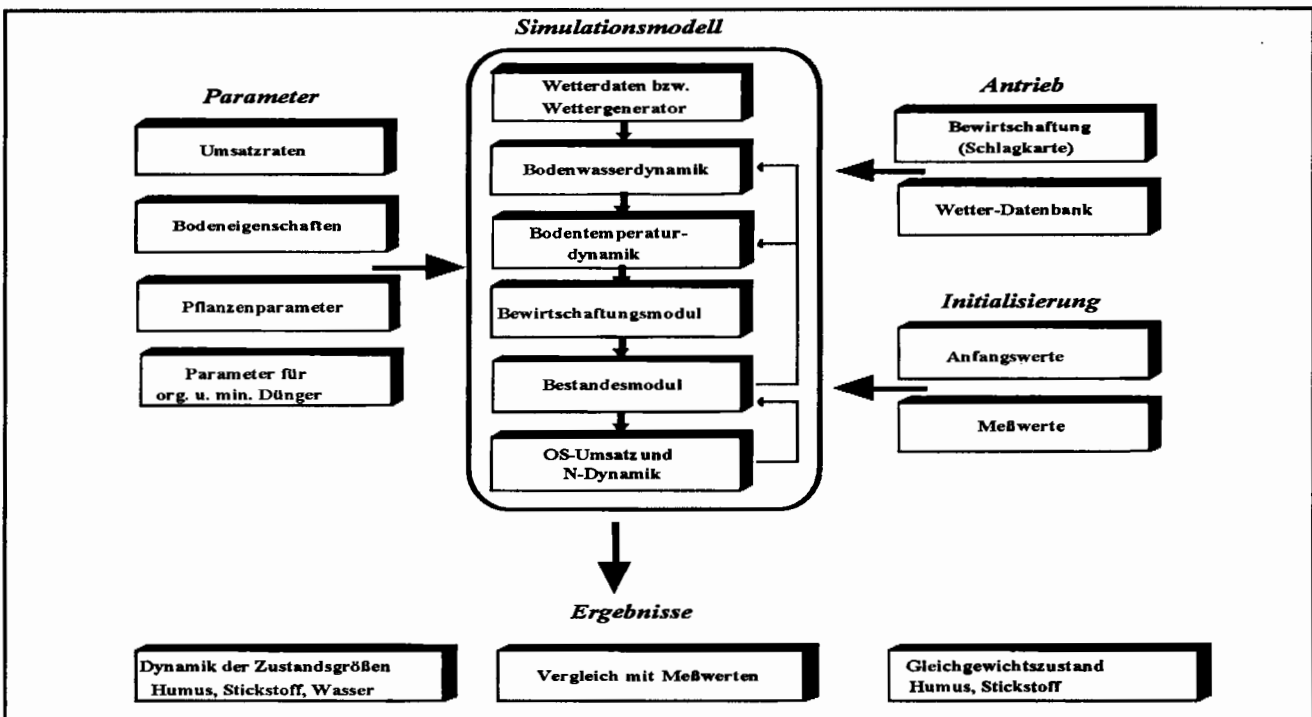 Simulationsmodell
Parameter
Umsatzraten
Bodeneigenschaften
Pflanzenparameter
Parameter für
org. u. min. Dünger
Wetterdaten bzw.
Wettergenerator
Bodenwasserdynamik
Bodentemperatur-
dynamik
Bewirtschaftungsmodul
Bestandesmodul
OS-Umsatz und
N-Dynamik
Antrieb
Bewirtschaftung
(Schlagkarte)
Wetter-Datenbank
Initialisierung
Anfangswerte
Meßwerte
Ergebnisse
Dynamik der Zustandsgrößen
Humus, Stickstoff, Wasser
Vergleich mit Meßwerten
Gleichgewichtszustand
Humus, Stickstoff